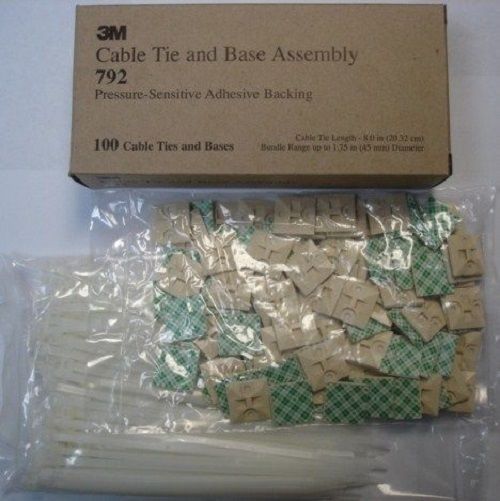 3M
Cable Tie and Base Assembly
792
Pressure-Sensitive Adhesive Backing
100 Cable Ties and Bases
Cable Tie Length - 8.0 in (20.32 cm)
Bundle Range up to 1.75 in (45 mm) Diameter